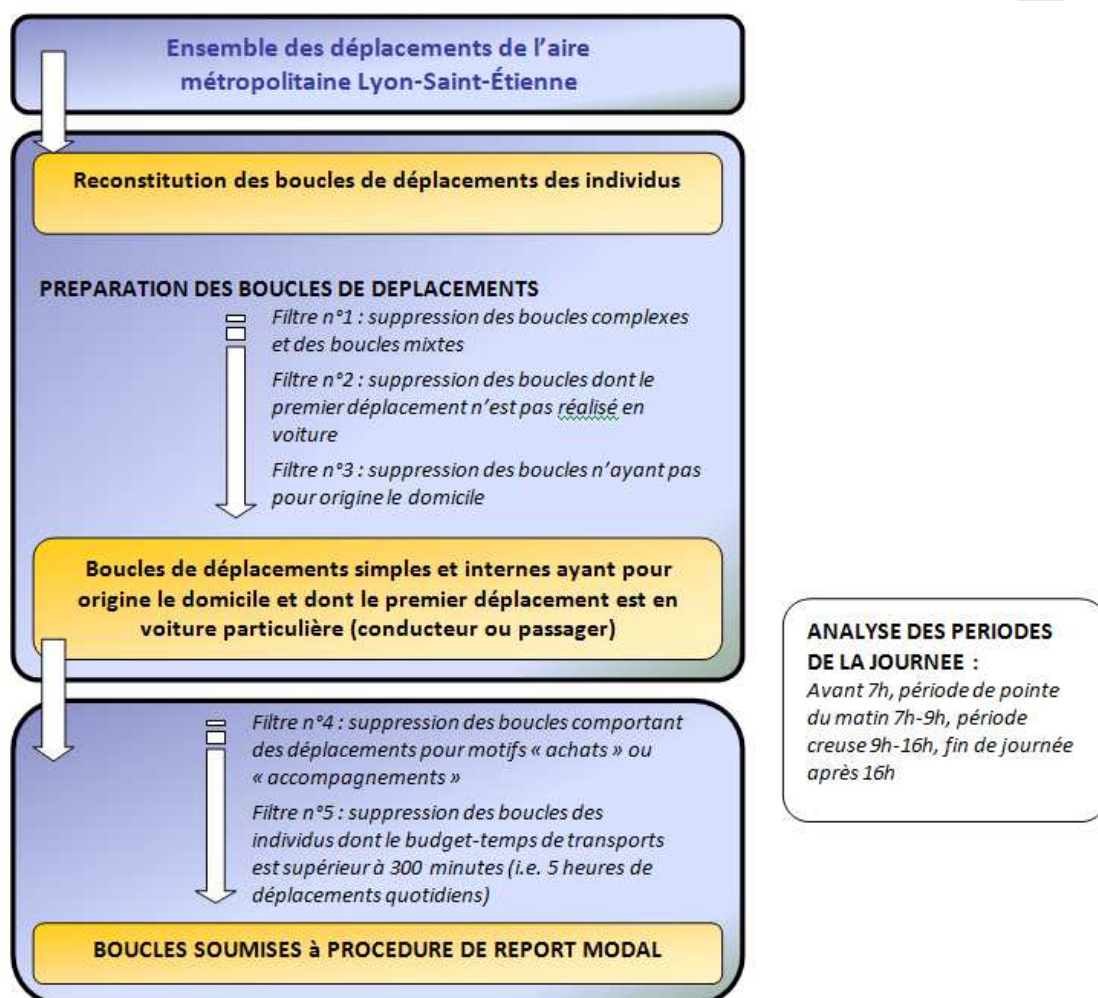 Ensemble des déplacements de l'aire
métropolitaine Lyon-Saint-Étienne
Reconstitution des boucles de déplacements des individus
PREPARATION DES BOUCLES DE DEPLACEMENTS
Filtre n°1 : suppression des boucles complexes
et des boucles mixtes
Filtre n°2 : suppression des boucles dont le
premier déplacement n'est pas réalisé en
voiture
Filtre n°3 : suppression des boucles n'ayant pas
pour origine le domicile
Boucles de déplacements simples et internes ayant pour
origine le domicile et dont le premier déplacement est en
voiture particulière (conducteur ou passager)
Filtre n°4 : suppression des boucles comportant
des déplacements pour motifs « achats » ou
« accompagnements »
Filtre n°5 : suppression des boucles des
individus dont le budget-temps de transports
est supérieur à 300 minutes (i.e. 5 heures de
déplacements quotidiens)
BOUCLES SOUMISES à PROCEDURE DE REPORT MODAL
ANALYSE DES PERIODES
DE LA JOURNEE :
Avant 7h, période de pointe
du matin 7h-9h, période
creuse 9h-16h, fin de journée
après 16h